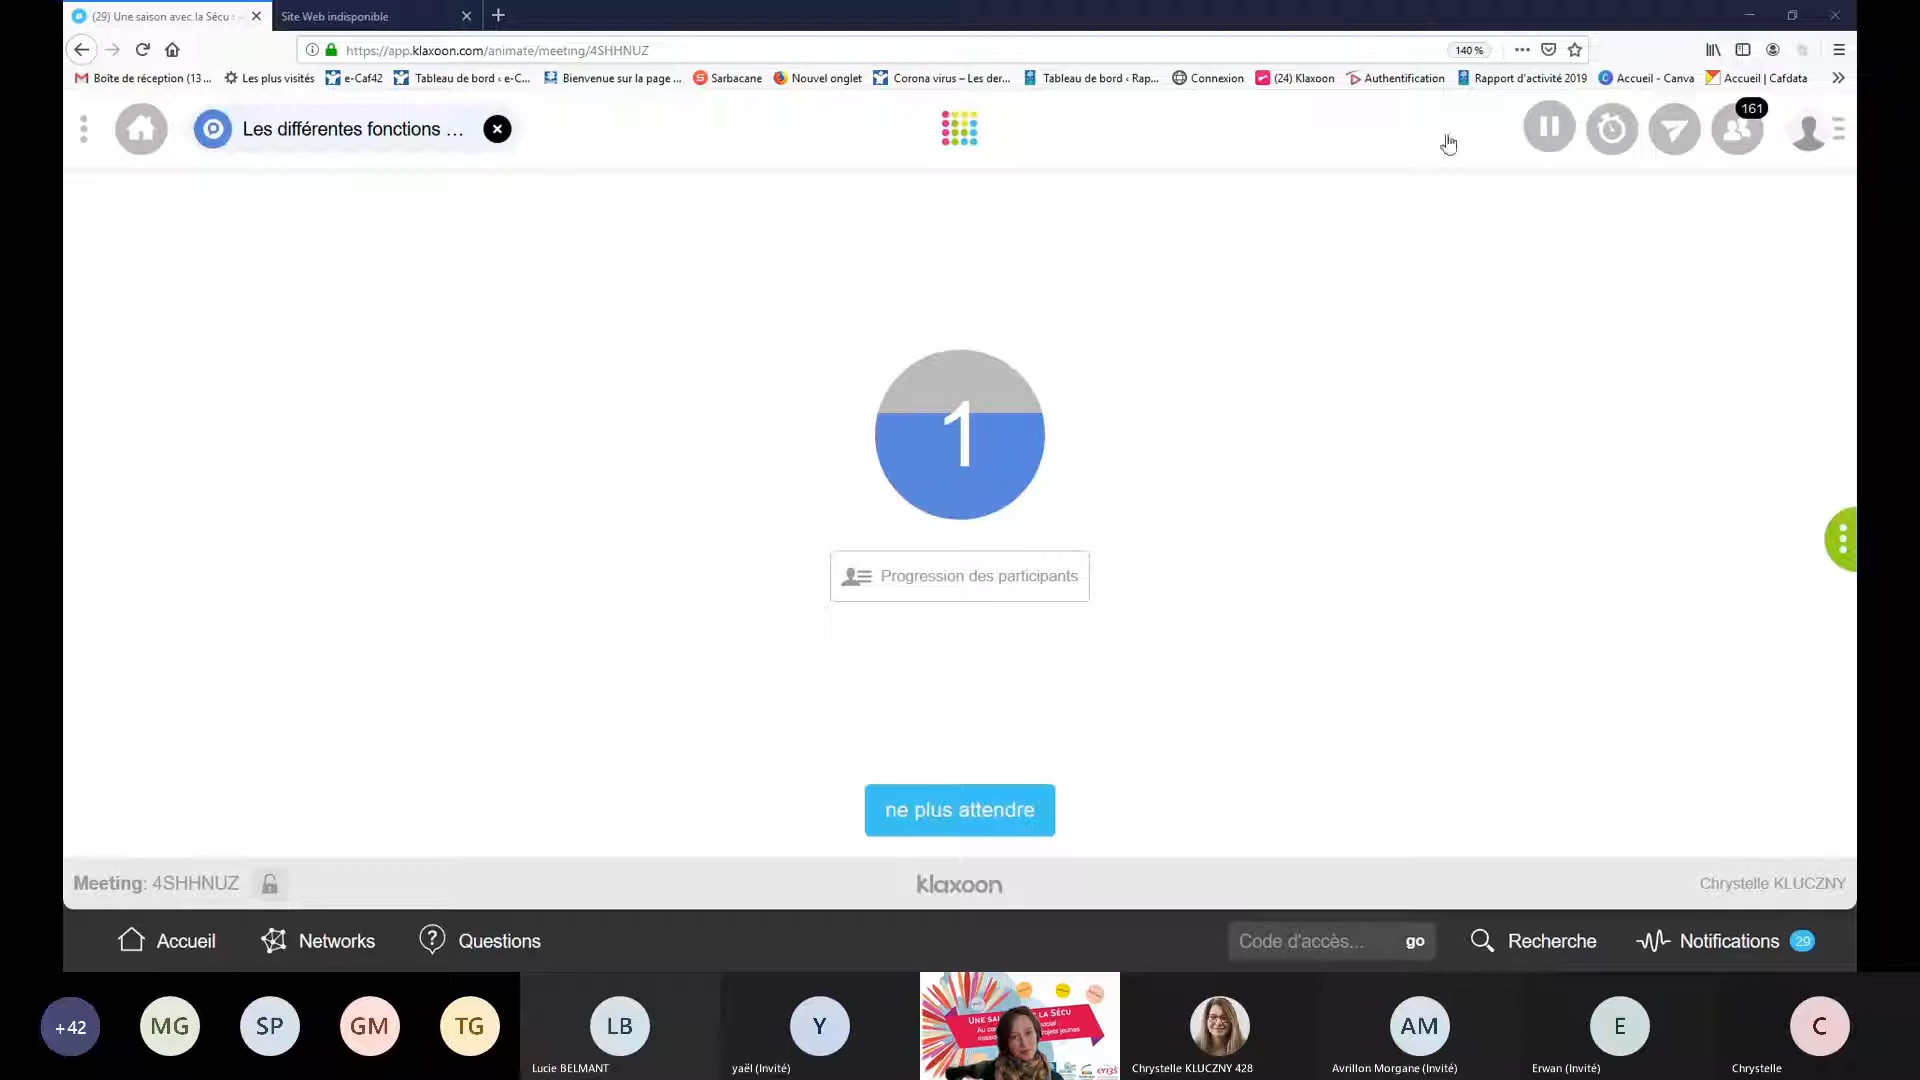 (29) Une saison avec la Sécu :
Site Web indisponible
https://app.klaxoon.com/animate/meeting/4SHHNUZ
140 %
Boîte de réception (13 ...
Les plus visités
e-Caf42
Tableau de bord ‹ e-C...
Bienvenue sur la page ...
Sarbacane
Nouvel onglet
Corona virus – Les der...
Tableau de bord ‹ Rap...
Connexion
(24) Klaxoon
Authentification
Rapport d'activité 2019
Accueil - Canva
Accueil | Cafdata
Les différentes fonctions ...
161
1
Progression des participants
ne plus attendre
Meeting: 4SHHNUZ
klaxoon
Chrystelle KLUCZNY
Accueil
Networks
Questions
Code d'accès...
go
Recherche
Notifications
29
+42
MG
SP
GM
TG
LB
Lucie BELMANT
Y
yaël (Invité)
Chrystelle KLUCZNY 428
AM
Avrillon Morgane (Invité)
E
Erwan (Invité)
C
Chrystelle